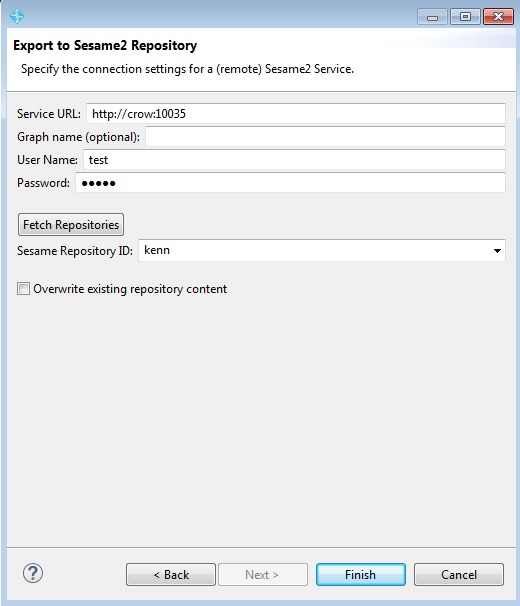 Export to Sesame2 Repository
Specify the connection settings for a (remote) Sesame2 Service.
Service URL: http://crow:10035
Graph name (optional):
User Name: test
Password: •••••
Fetch Repositories
Sesame Repository ID: kenn
Overwrite existing repository content
? < Back Next > Finish Cancel